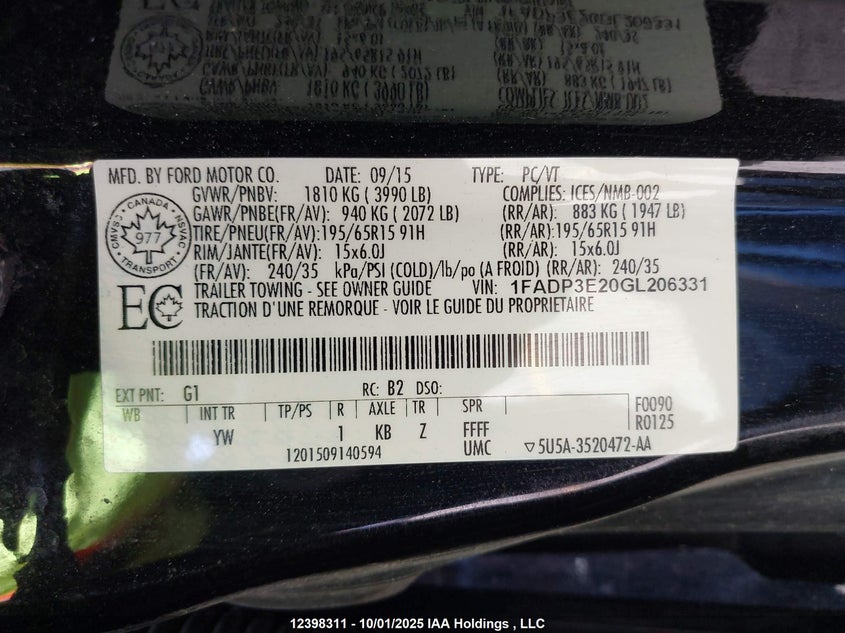 MFD. BY FORD MOTOR CO. DATE: 09/15 TYPE: PC/VT
GVWR/PNBV: 1810 KG ( 3990 LB) COMPLIES: ICES/NMB-002
GAWR/PNBE(FR/AV): 940 KG ( 2072 LB) (RR/AR): 883 KG ( 1947 LB)
TIRE/PNEU(FR/AV):195/65R15 91H (RR/AR):195/65R15 91H
RIM/JANTE(FR/AV): 15x6.0J (RR/AR): 15x6.0J
(FR/AV): 240/35 kPa/PSI (COLD)/lb/po (A FROID) (RR/AR): 240/35
TRAILER TOWING - SEE OWNER GUIDE VIN: 1FADP3E20GL206331
TRACTION D'UNE REMORQUE - VOIR LE GUIDE DU PROPRIETAIRE
CANADA
CSVAMC 977 NSVAC
TRANSPORT
EC
EXT PNT: G1 RC: B2 DSO:
WB INT TR TP/PS R AXLE TR SPR F0090
YW 1 KB Z FFFF R0125
1201509140594 UMC ▽5U5A-3520472-AA
12398311 - 10/01/2025 IAA Holdings , LLC